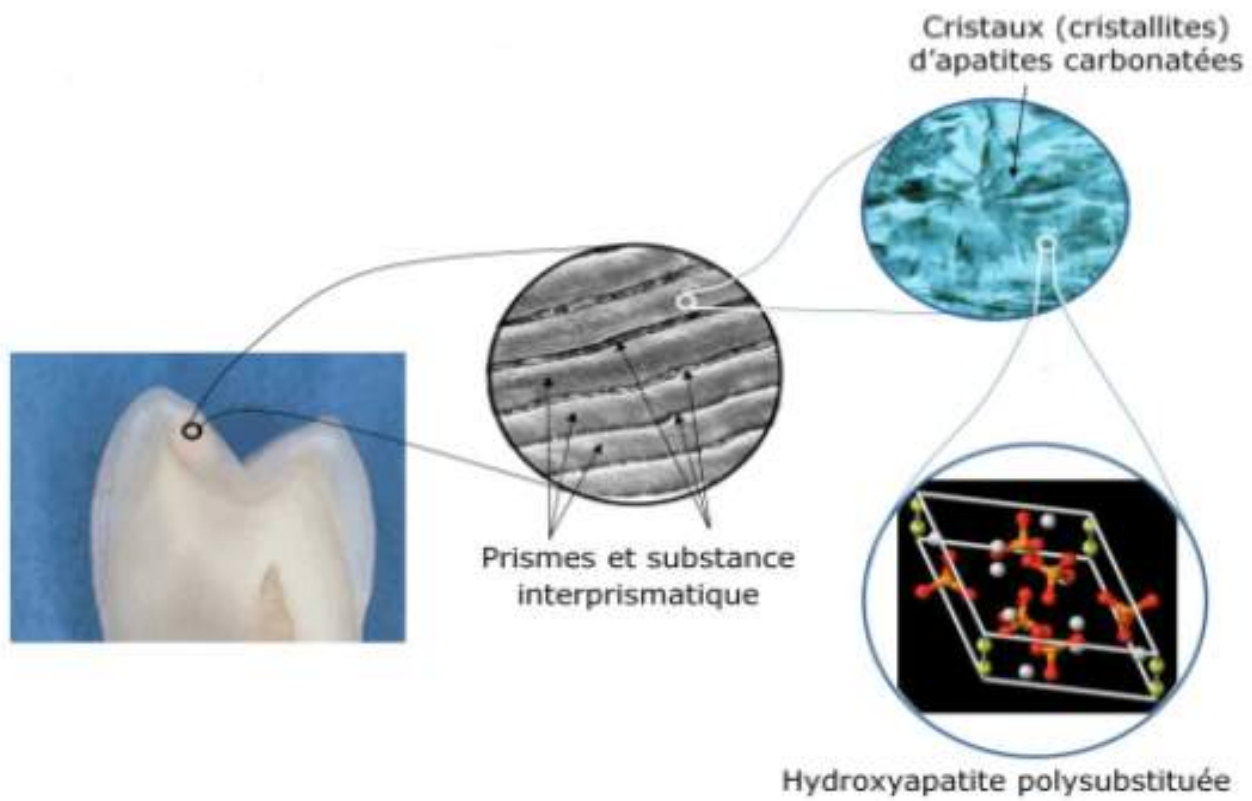 Cristaux (cristallites)
d'apatites carbonatées
Prismes et substance
interprismatique
Hydroxyapatite polysubstituée